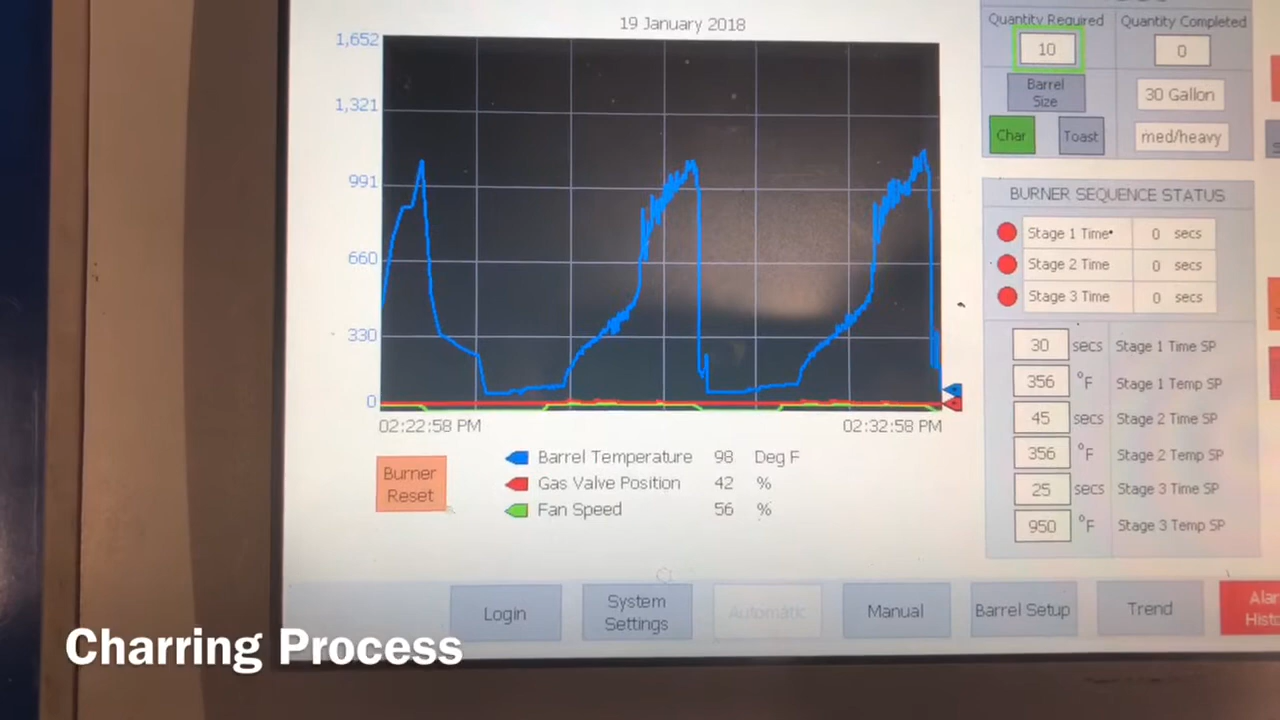 19 January 2018
1,652
1,321
991
660
330
0
02:22:58 PM
02:32:58 PM
Burner
Reset
Barrel Temperature 98 Deg F
Gas Valve Position 42 %
Fan Speed 56 %
Quantity Required Quantity Completed
10 0
Barrel
Size
30 Gallon
Char Toast med/heavy
BURNER SEQUENCE STATUS
Stage 1 Time 0 secs
Stage 2 Time 0 secs
Stage 3 Time 0 secs
30 secs Stage 1 Time SP
356 °F Stage 1 Temp SP
45 secs Stage 2 Time SP
356 °F Stage 2 Temp SP
25 secs Stage 3 Time SP
950 °F Stage 3 Temp SP
Login
System
Settings
Automatic
Manual
Barrel Setup
Trend
Charring Process